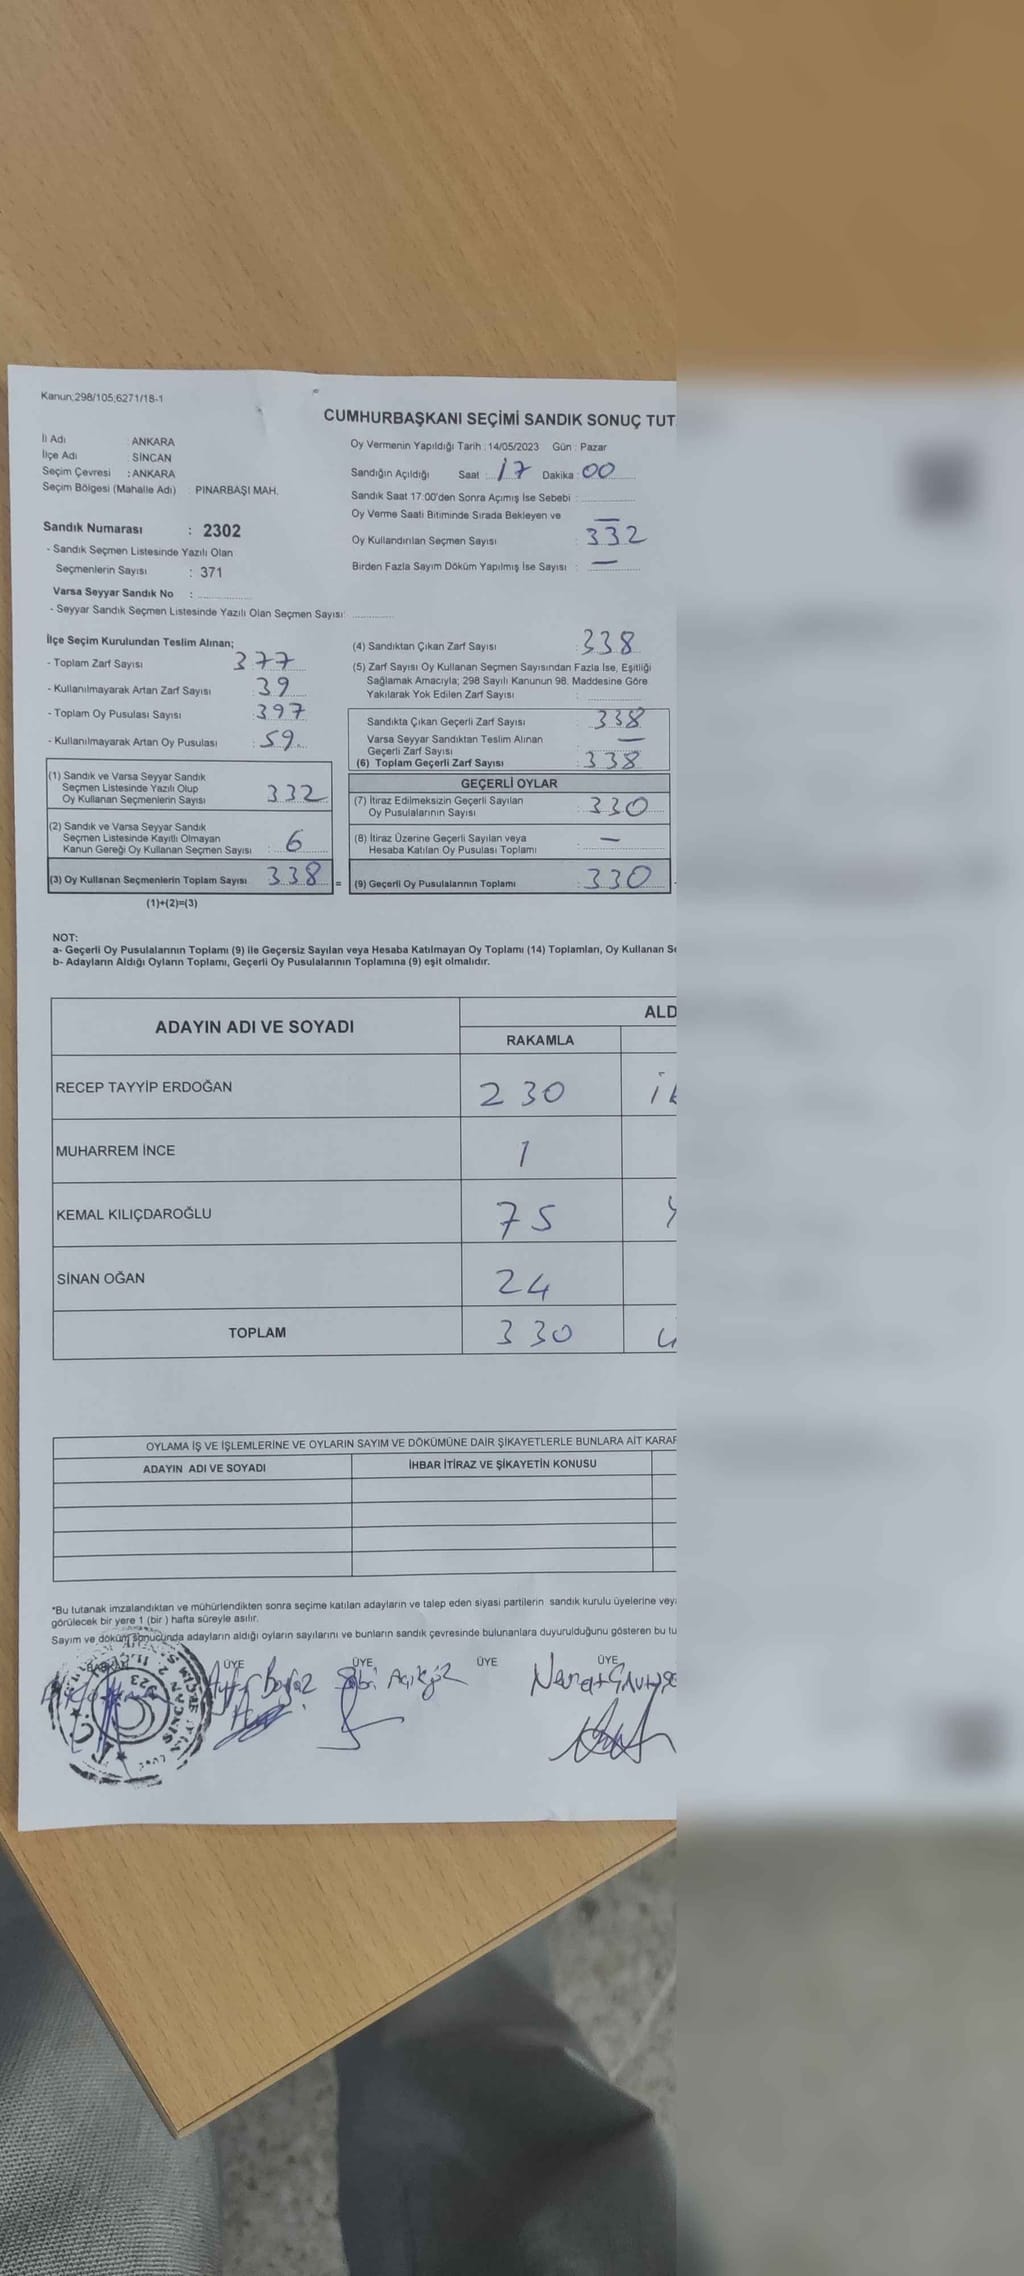 Kanun;298/105;6271/18-1
CUMHURBAŞKANI SEÇİMİ SANDIK SONUÇ TUT
İl Adı : ANKARA
İlçe Adı : SİNCAN
Seçim Çevresi : ANKARA
Seçim Bölgesi (Mahalle Adı) : PINARBAŞI MAH.
Oy Vermenin Yapıldığı Tarih : 14/05/2023 Gün : Pazar
Sandığın Açıldığı Saat : 17 Dakika : 00
Sandık Saat 17:00'den Sonra Açımış İse Sebebi :
Oy Verme Saati Bitiminde Sırada Bekleyen ve
Oy Kullandırılan Seçmen Sayısı : 332
Birden Fazla Sayım Döküm Yapılmış İse Sayısı : —
Sandık Numarası : 2302
- Sandık Seçmen Listesinde Yazılı Olan
Seçmenlerin Sayısı : 371
Varsa Seyyar Sandık No :
- Seyyar Sandık Seçmen Listesinde Yazılı Olan Seçmen Sayısı:
İlçe Seçim Kurulundan Teslim Alınan;
- Toplam Zarf Sayısı 377
- Kullanılmayarak Artan Zarf Sayısı 39
- Toplam Oy Pusulası Sayısı 397
- Kullanılmayarak Artan Oy Pusulası : 59
(1) Sandık ve Varsa Seyyar Sandık
Seçmen Listesinde Yazılı Olup
Oy Kullanan Seçmenlerin Sayısı 332
(2) Sandık ve Varsa Seyyar Sandık
Seçmen Listesinde Kayıtlı Olmayan
Kanun Gereği Oy Kullanan Seçmen Sayısı : 6
(3) Oy Kullanan Seçmenlerin Toplam Sayısı 338 =
(1)+(2)=(3)
(4) Sandıktan Çıkan Zarf Sayısı : 338
(5) Zarf Sayısı Oy Kullanan Seçmen Sayısından Fazla İse, Eşitliği
Sağlamak Amacıyla; 298 Sayılı Kanunun 98. Maddesine Göre
Yakılarak Yok Edilen Zarf Sayısı :
Sandıkta Çıkan Geçerli Zarf Sayısı : 338
Varsa Seyyar Sandıktan Teslim Alınan
Geçerli Zarf Sayısı : —
(6) Toplam Geçerli Zarf Sayısı : 338
GEÇERLİ OYLAR
(7) İtiraz Edilmeksizin Geçerli Sayılan
Oy Pusulalarının Sayısı : 330
(8) İtiraz Üzerine Geçerli Sayılan veya
Hesaba Katılan Oy Pusulası Toplamı : —
(9) Geçerli Oy Pusulalarının Toplamı : 330
NOT:
a- Geçerli Oy Pusulalarının Toplamı (9) ile Geçersiz Sayılan veya Hesaba Katılmayan Oy Toplamı (14) Toplamları, Oy Kullanan Se
b- Adayların Aldığı Oyların Toplamı, Geçerli Oy Pusulalarının Toplamına (9) eşit olmalıdır.
ADAYIN ADI VE SOYADI ALD
RAKAMLA
RECEP TAYYİP ERDOĞAN 230
MUHARREM İNCE 1
KEMAL KILIÇDAROĞLU 75
SİNAN OĞAN 24
TOPLAM 330
OYLAMA İŞ VE İŞLEMLERİNE VE OYLARIN SAYIM VE DÖKÜMÜNE DAİR ŞİKAYETLERLE BUNLARA AİT KARAR
ADAYIN ADI VE SOYADI İHBAR İTİRAZ VE ŞİKAYETİN KONUSU
*Bu tutanak imzalandıktan ve mühürlendikten sonra seçime katılan adayların ve talep eden siyasi partilerin sandık kurulu üyelerine vey
görülecek bir yere 1 (bir ) hafta süreyle asılır.
Sayım ve döküm sonucunda adayların aldığı oyların sayılarını ve bunların sandık çevresinde bulunanlara duyurulduğunu gösteren bu tu
ÜYE ÜYE ÜYE ÜYE
Açıkgöz